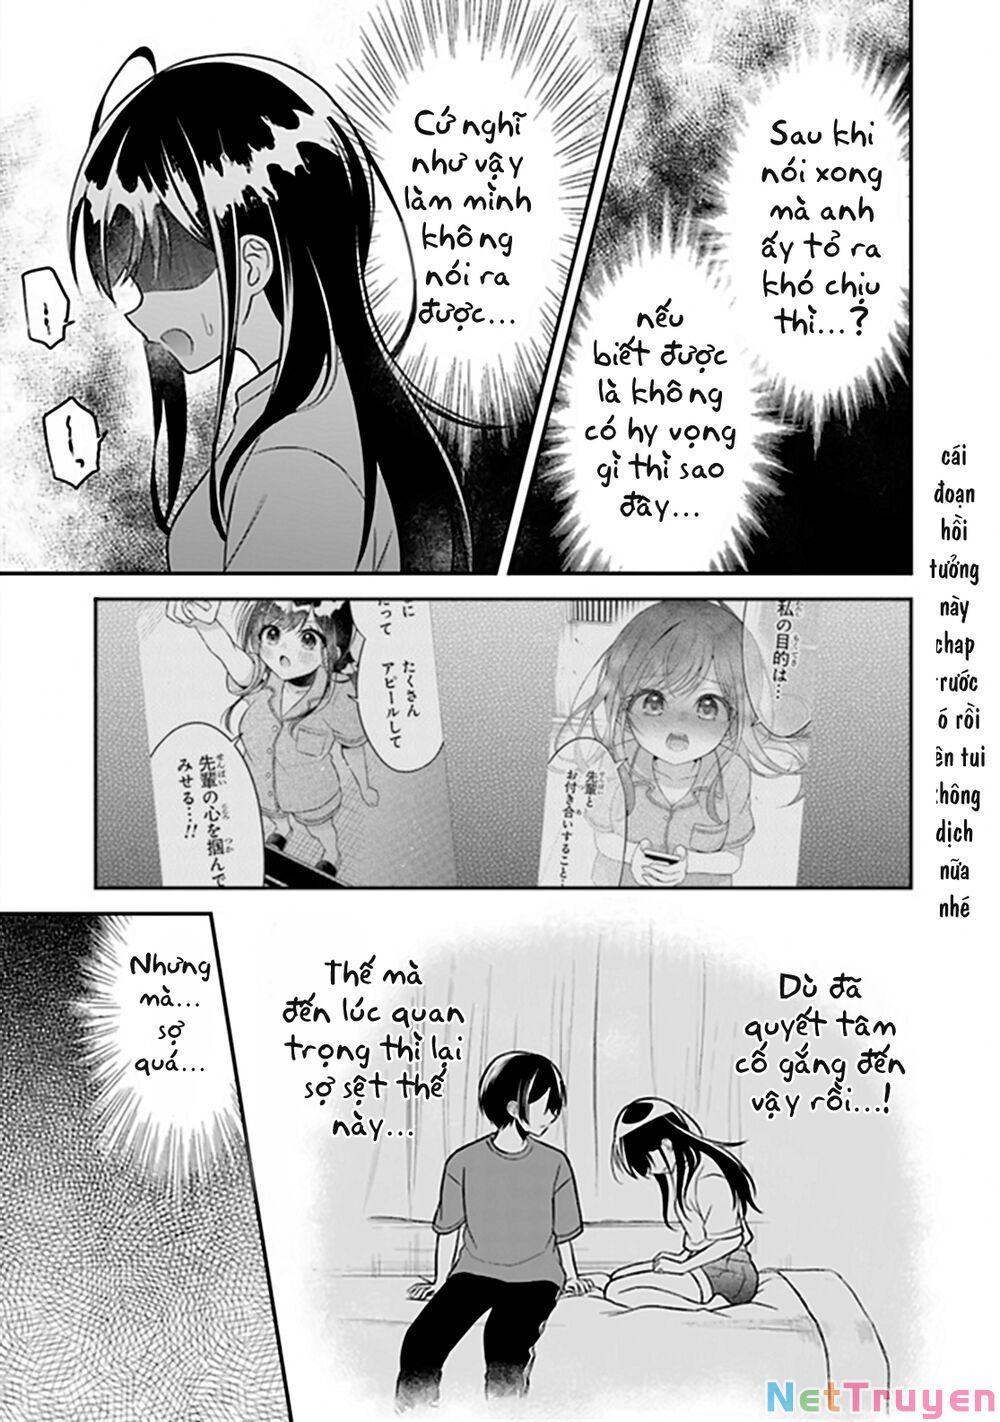 Sau khi
nói xong
mà anh
ấy tỏ ra
khó chịu
thì...?
nếu
biết được
là không
có hy vọng
gì thì sao
đây...
Cứ nghĩ
như vậy
làm mình
không
nói ra
được...
cái
đoạn
hồi
tưởng
này
chap
rước
ó rồi
ên tui
không
dịch
nữa
nhé
私の目的は…
先輩と
お付き合いすること…
たくさん
アピールして
先輩の心を掴んで
みせる…!!
Dù đã
quyết tâm
cố gắng đến
vậy rồi...!
Thế mà
đến lúc quan
trọng thì lại
sợ sệt thế
này...
Nhưng
mà...
sợ
quá...
NetTruyen